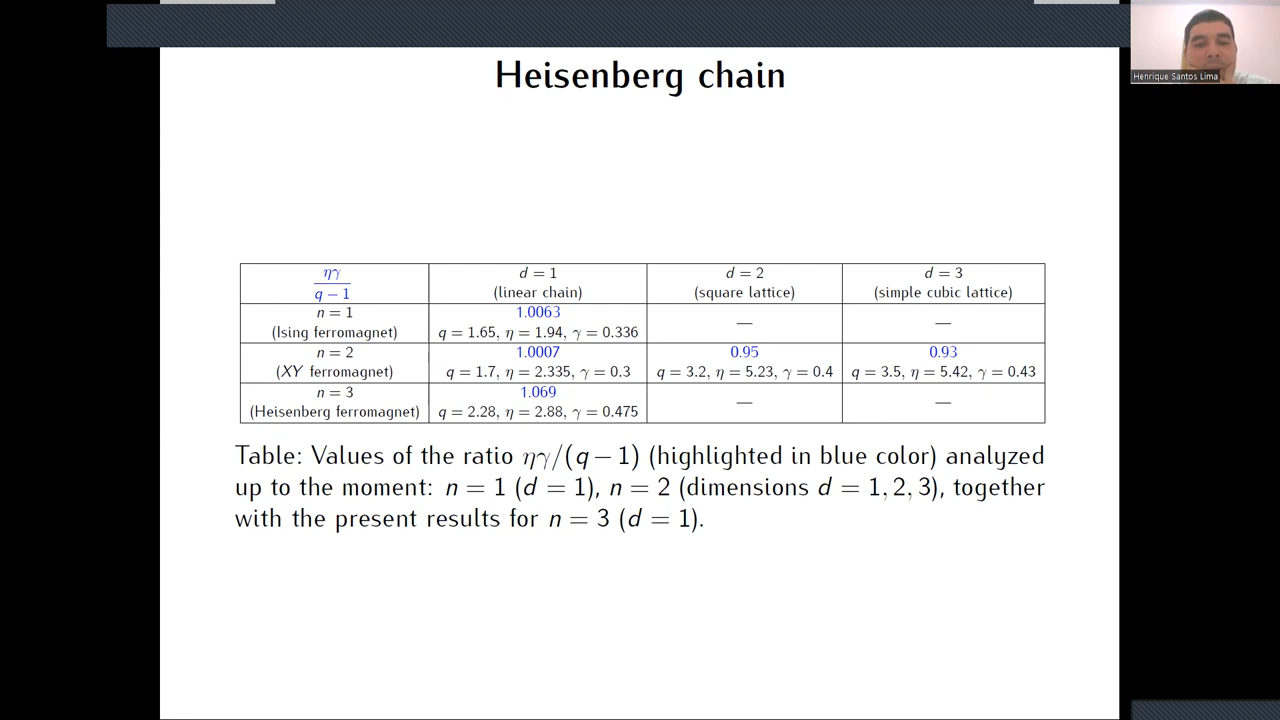 Heisenberg chain
Henrique Santos Lima
ηγ
q − 1
d = 1
(linear chain)
d = 2
(square lattice)
d = 3
(simple cubic lattice)
n = 1
(Ising ferromagnet)
1.0063
q = 1.65, η = 1.94, γ = 0.336
—
—
n = 2
(XY ferromagnet)
1.0007
q = 1.7, η = 2.335, γ = 0.3
0.95
q = 3.2, η = 5.23, γ = 0.4
0.93
q = 3.5, η = 5.42, γ = 0.43
n = 3
(Heisenberg ferromagnet)
1.069
q = 2.28, η = 2.88, γ = 0.475
—
—
Table: Values of the ratio ηγ/(q − 1) (highlighted in blue color) analyzed
up to the moment: n = 1 (d = 1), n = 2 (dimensions d = 1, 2, 3), together
with the present results for n = 3 (d = 1).